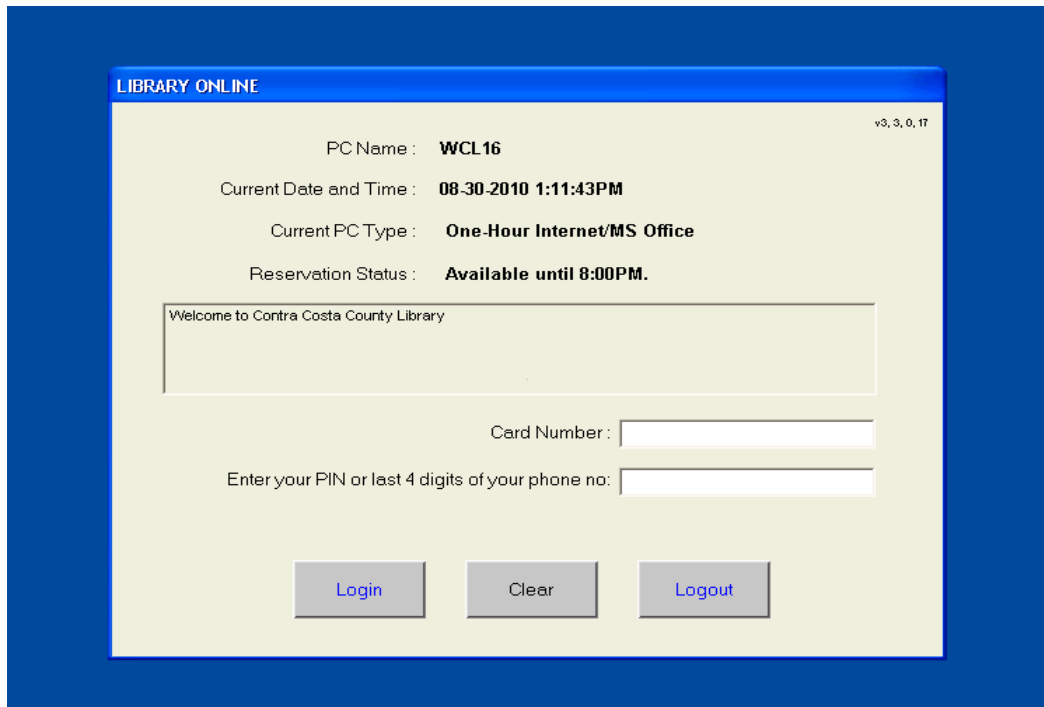 LIBRARY ONLINE
v3, 3, 0, 17
PC Name : WCL16
Current Date and Time : 08-30-2010 1:11:43PM
Current PC Type : One-Hour Internet/MS Office
Reservation Status : Available until 8:00PM.
Welcome to Contra Costa County Library
Card Number :
Enter your PIN or last 4 digits of your phone no:
Login Clear Logout